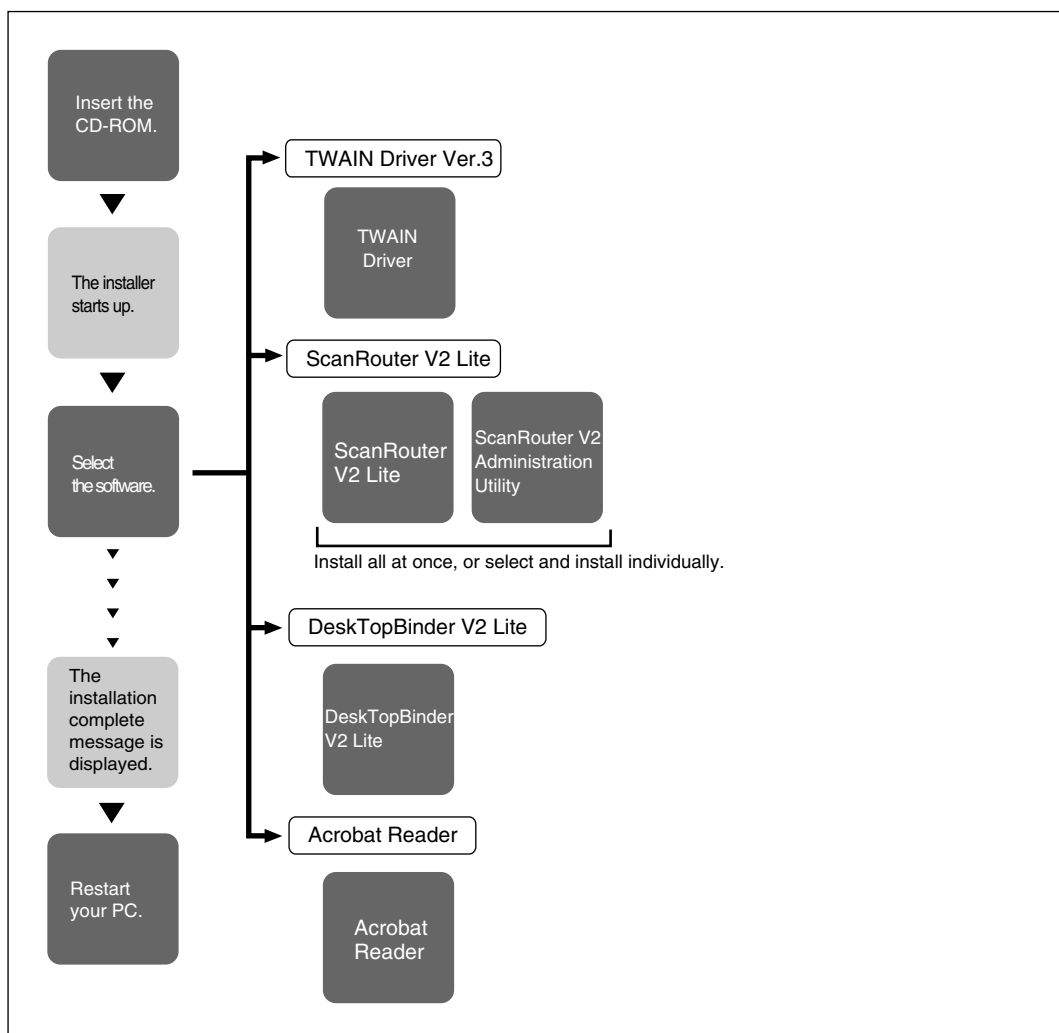 Insert the
CD-ROM.
The installer
starts up.
Select
the software.
The
installation
complete
message is
displayed.
Restart
your PC.
TWAIN Driver Ver.3
TWAIN
Driver
ScanRouter V2 Lite
ScanRouter
V2 Lite
ScanRouter V2
Administration
Utility
Install all at once, or select and install individually.
DeskTopBinder V2 Lite
DeskTopBinder
V2 Lite
Acrobat Reader
Acrobat
Reader